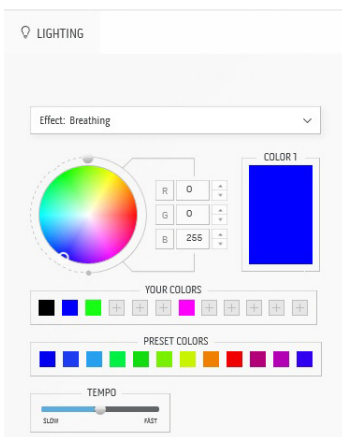 LIGHTING
Effect: Breathing
COLOR 1
R 0
G 0
B 255
YOUR COLORS
PRESET COLORS
TEMPO
SLOW FAST